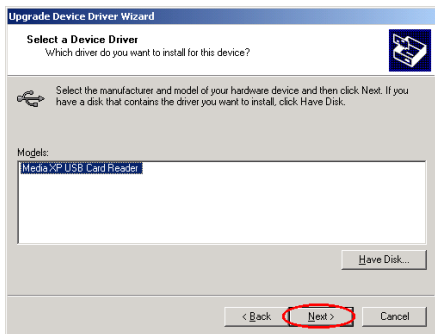 Upgrade Device Driver Wizard
Select a Device Driver
Which driver do you want to install for this device?
Select the manufacturer and model of your hardware device and then click Next. If you
have a disk that contains the driver you want to install, click Have Disk.
Models:
Media XP USB Card Reader
Have Disk...
< Back
Next >
Cancel